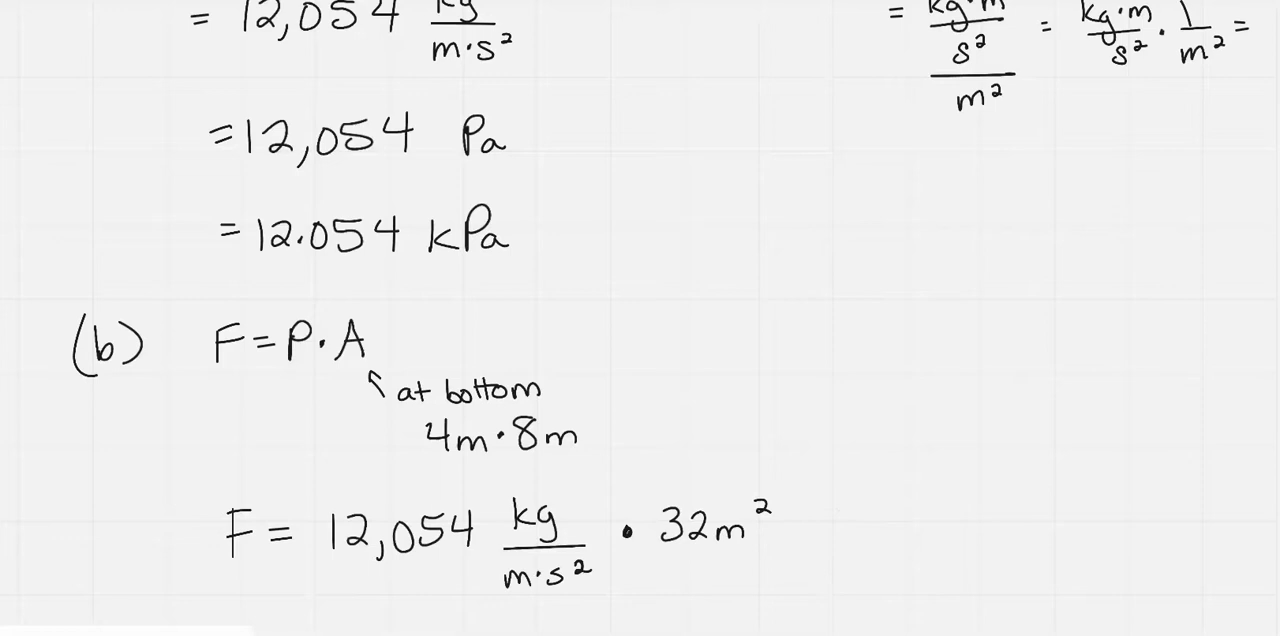 = 12,054 kg/m·s²
= kg·m/s²/m² = kg·m/s² · 1/m² =
=12,054 Pa
= 12.054 kPa
(b) F = P·A
at bottom
4m·8m
F = 12,054 kg/m·s² · 32m²